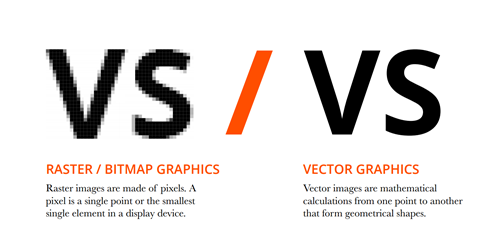 VS / VS
RASTER / BITMAP GRAPHICS
Raster images are made of pixels. A
pixel is a single point or the smallest
single element in a display device.
VECTOR GRAPHICS
Vector images are mathematical
calculations from one point to another
that form geometrical shapes.